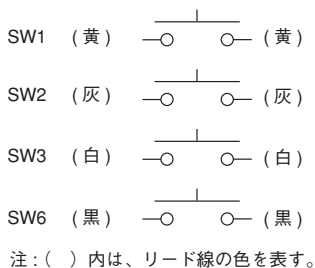 SW1 (黄) (黄)
SW2 (灰) (灰)
SW3 (白) (白)
SW6 (黒) (黒)
注:( )内は、リード線の色を表す。